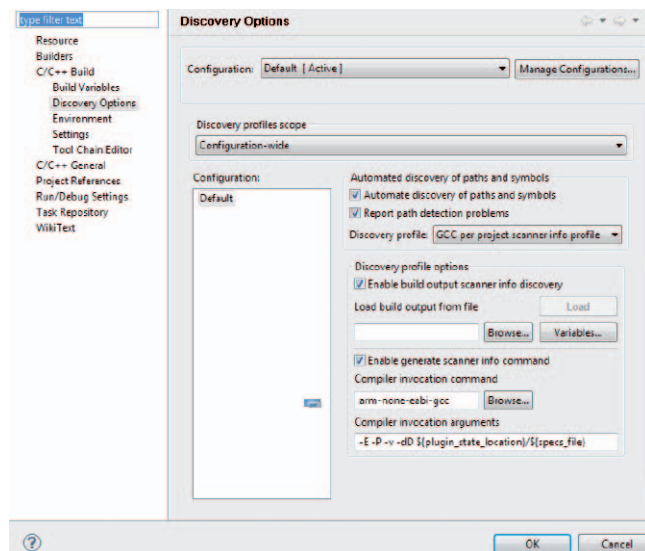 type filter text
Resource
Builders
C/C++ Build
Build Variables
Discovery Options
Environment
Settings
Tool Chain Editor
C/C++ General
Project References
Run/Debug Settings
Task Repository
WikiText
Discovery Options
Configuration: Default [ Active ] Manage Configurations...
Discovery profiles scope
Configuration-wide
Configuration:
Default
Automated discovery of paths and symbols
Automate discovery of paths and symbols
Report path detection problems
Discovery profile: GCC per project scanner info profile
Discovery profile options
Enable build output scanner info discovery
Load build output from file Load
Browse... Variables...
Enable generate scanner info command
Compiler invocation command
arm-none-eabi-gcc Browse...
Compiler invocation arguments
-E -P -v -dD ${plugin_state_location}/${specs_file}
? OK Cancel